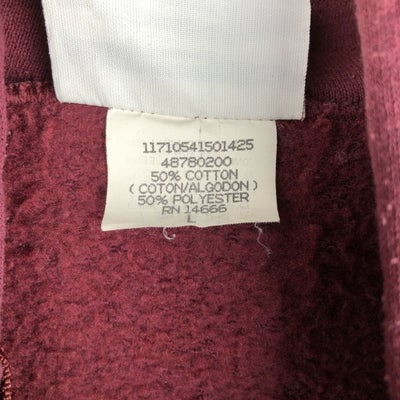 11710541501425
48780200
50% COTTON
(COTON/ALGODON)
50% POLYESTER
RN 14666
L